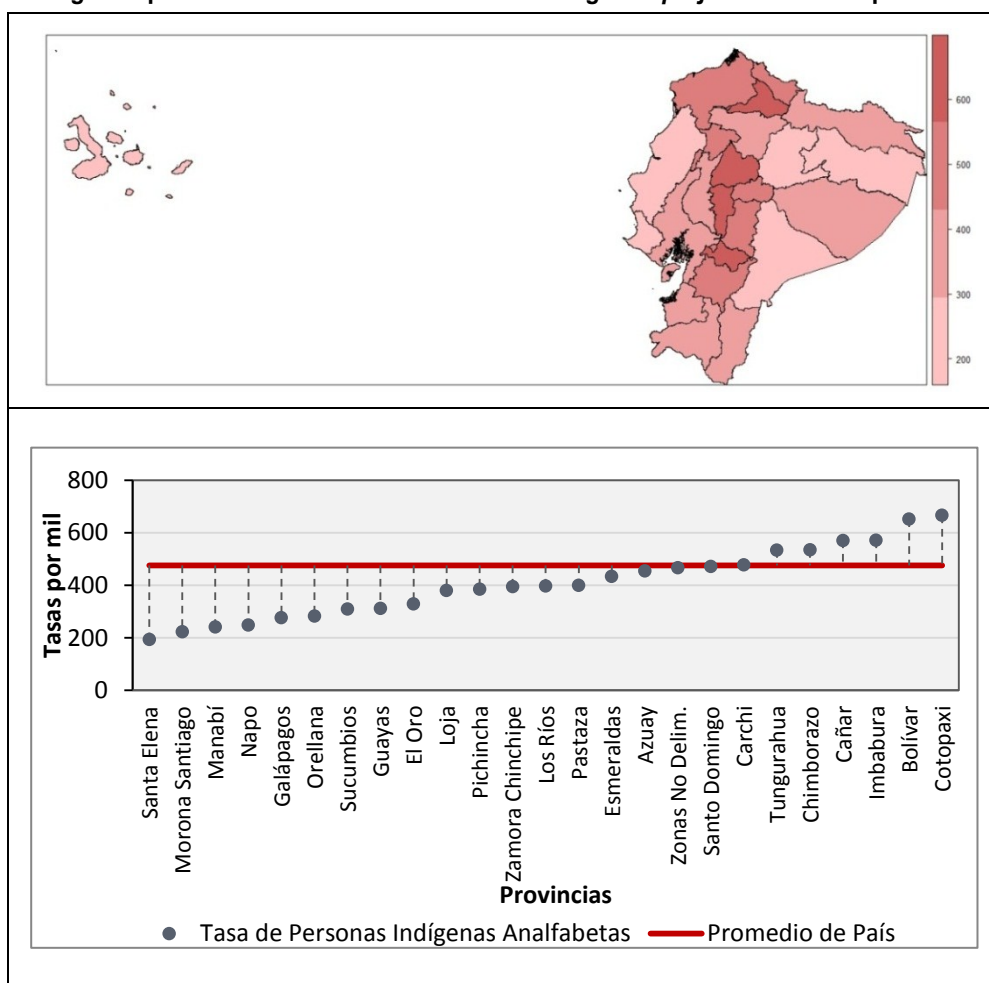 600
500
400
300
200
800
600
400
200
0
Tasas por mil
Santa Elena
Morona Santiago
Manabí
Napo
Galápagos
Orellana
Sucumbios
Guayas
El Oro
Loja
Pichincha
Zamora Chinchipe
Los Ríos
Pastaza
Esmeraldas
Azuay
Zonas No Delim.
Santo Domingo
Carchi
Tungurahua
Chimborazo
Cañar
Imbabura
Bolívar
Cotopaxi
Provincias
Tasa de Personas Indígenas Analfabetas
Promedio de País